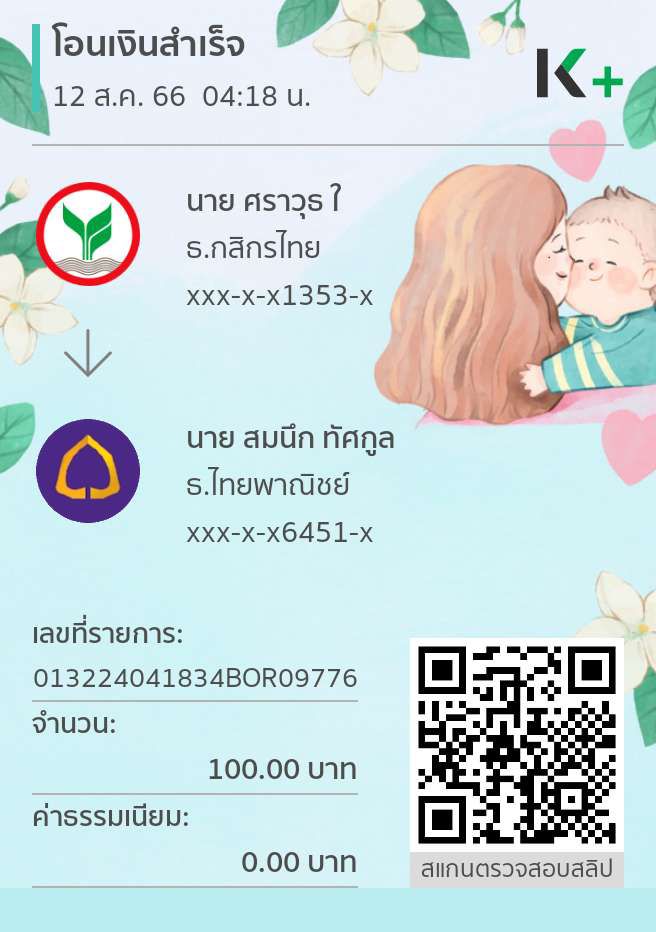 โอนเงินสำเร็จ
12 ส.ค. 66 04:18 น.
K+
นาย ศราวุธ ใ
ธ.กสิกรไทย
xxx-x-x1353-x
นาย สมนึก ทัศกูล
ธ.ไทยพาณิชย์
xxx-x-x6451-x
เลขที่รายการ:
013224041834BOR09776
จำนวน:
100.00 บาท
ค่าธรรมเนียม:
0.00 บาท
สแกนตรวจสอบสลิป